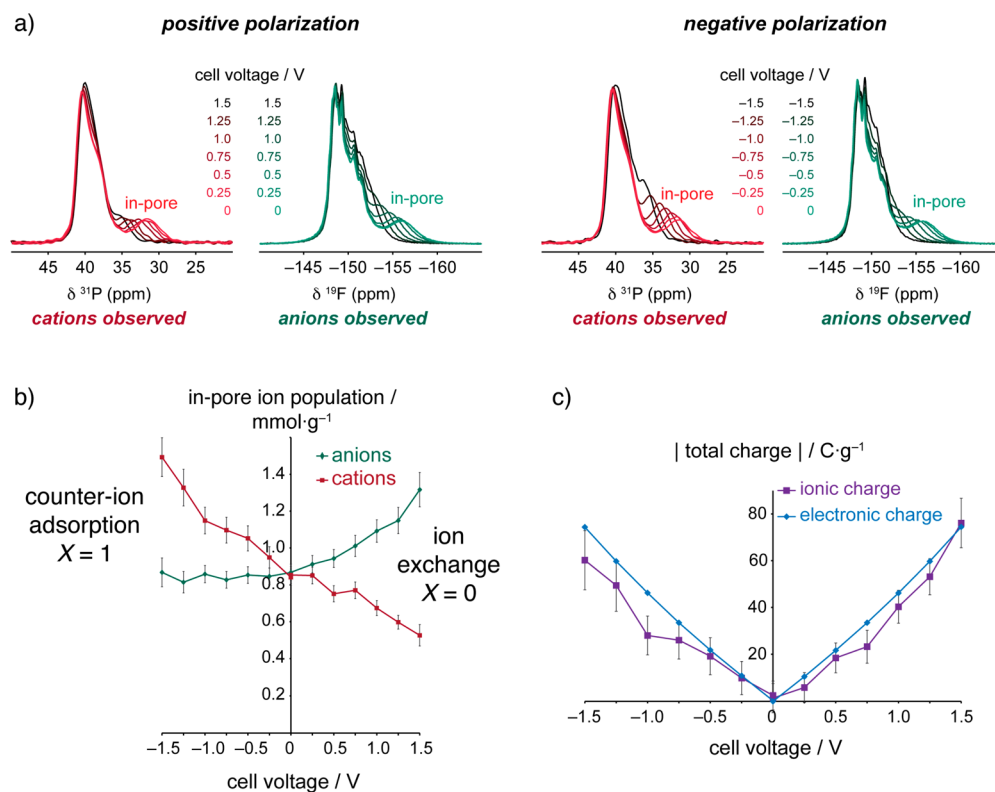 a)
positive polarization
negative polarization
cell voltage / V
1.5 1.5
1.25 1.25
1.0 1.0
0.75 0.75
0.5 0.5
0.25 0.25
0 0
in-pore
in-pore
45 40 35 30 25
−145 −150 −155 −160
δ ³¹P (ppm)
δ ¹⁹F (ppm)
cations observed
anions observed
cell voltage / V
−1.5 −1.5
−1.25 −1.25
−1.0 −1.0
−0.75 −0.75
−0.5 −0.5
−0.25 −0.25
0 0
in-pore
in-pore
45 40 35 30 25
−145 −150 −155 −160
δ ³¹P (ppm)
δ ¹⁹F (ppm)
cations observed
anions observed
b)
in-pore ion population /
mmol·g⁻¹
anions
cations
1.4
1.2
1.0
0.8
0.6
0.4
0.2
counter-ion
adsorption
X = 1
ion
exchange
X = 0
−1.5 −1.0 −0.5 0 0.5 1.0 1.5
cell voltage / V
c)
| total charge | / C·g⁻¹
ionic charge
electronic charge
80
60
40
20
−1.5 −1.0 −0.5 0 0.5 1.0 1.5
cell voltage / V